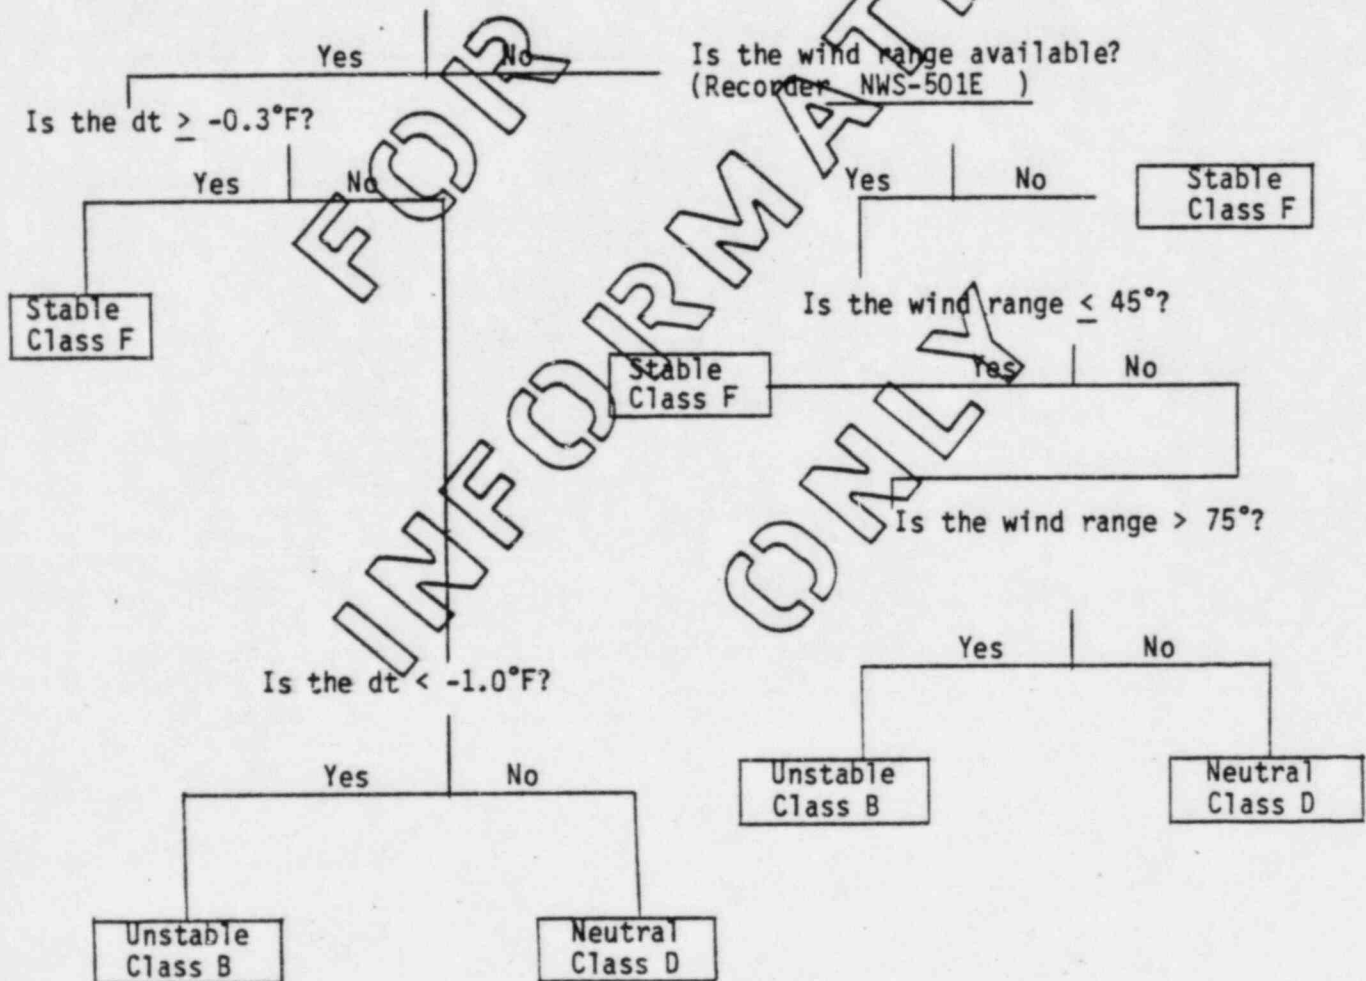 Yes No
Is the wind range available?
(Recorder NWS-501E )
Is the dt ≥ -0.3°F?
Yes No
Yes No
Stable
Class F
Stable
Class F
Is the wind range ≤ 45°?
Yes No
Stable
Class F
Is the wind range > 75°?
Is the dt < -1.0°F?
Yes No
Yes No
Unstable
Class B
Neutral
Class D
Unstable
Class B
Neutral
Class D
FOR
INFORMATI
ONLY